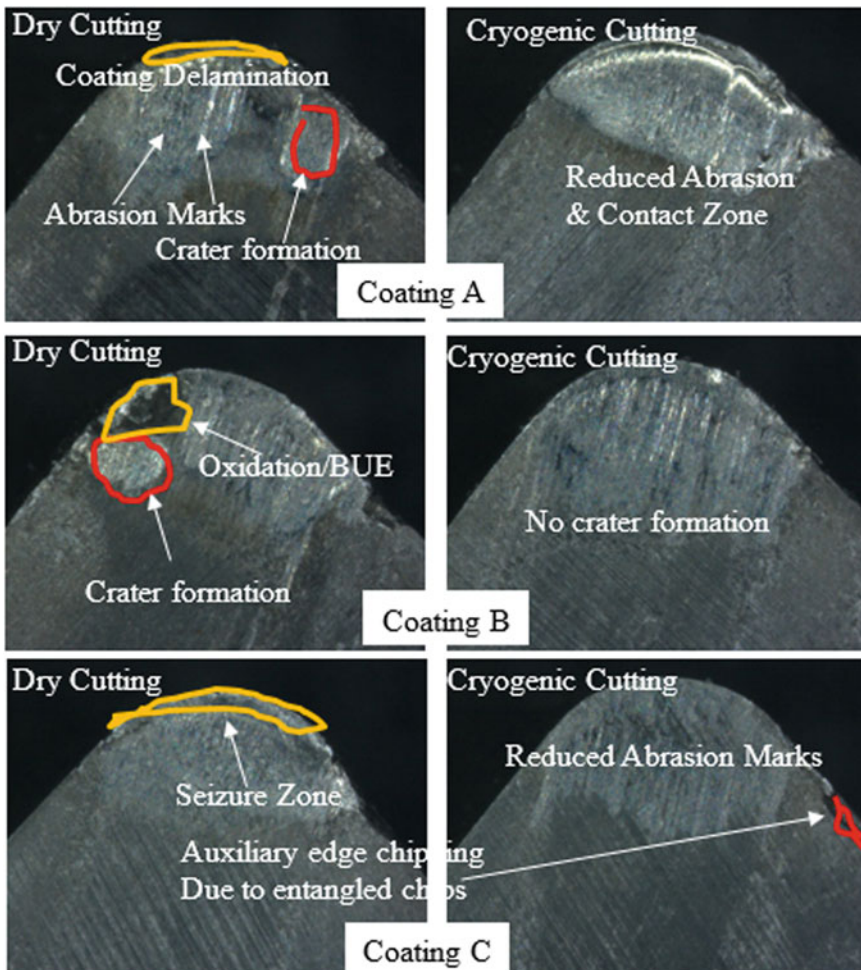 Dry Cutting
Coating Delamination
Abrasion Marks
Crater formation
Cryogenic Cutting
Reduced Abrasion
& Contact Zone
Coating A
Dry Cutting
Oxidation/BUE
Crater formation
Cryogenic Cutting
No crater formation
Coating B
Dry Cutting
Seizure Zone
Cryogenic Cutting
Reduced Abrasion Marks
Auxiliary edge chipping
Due to entangled chips
Coating C